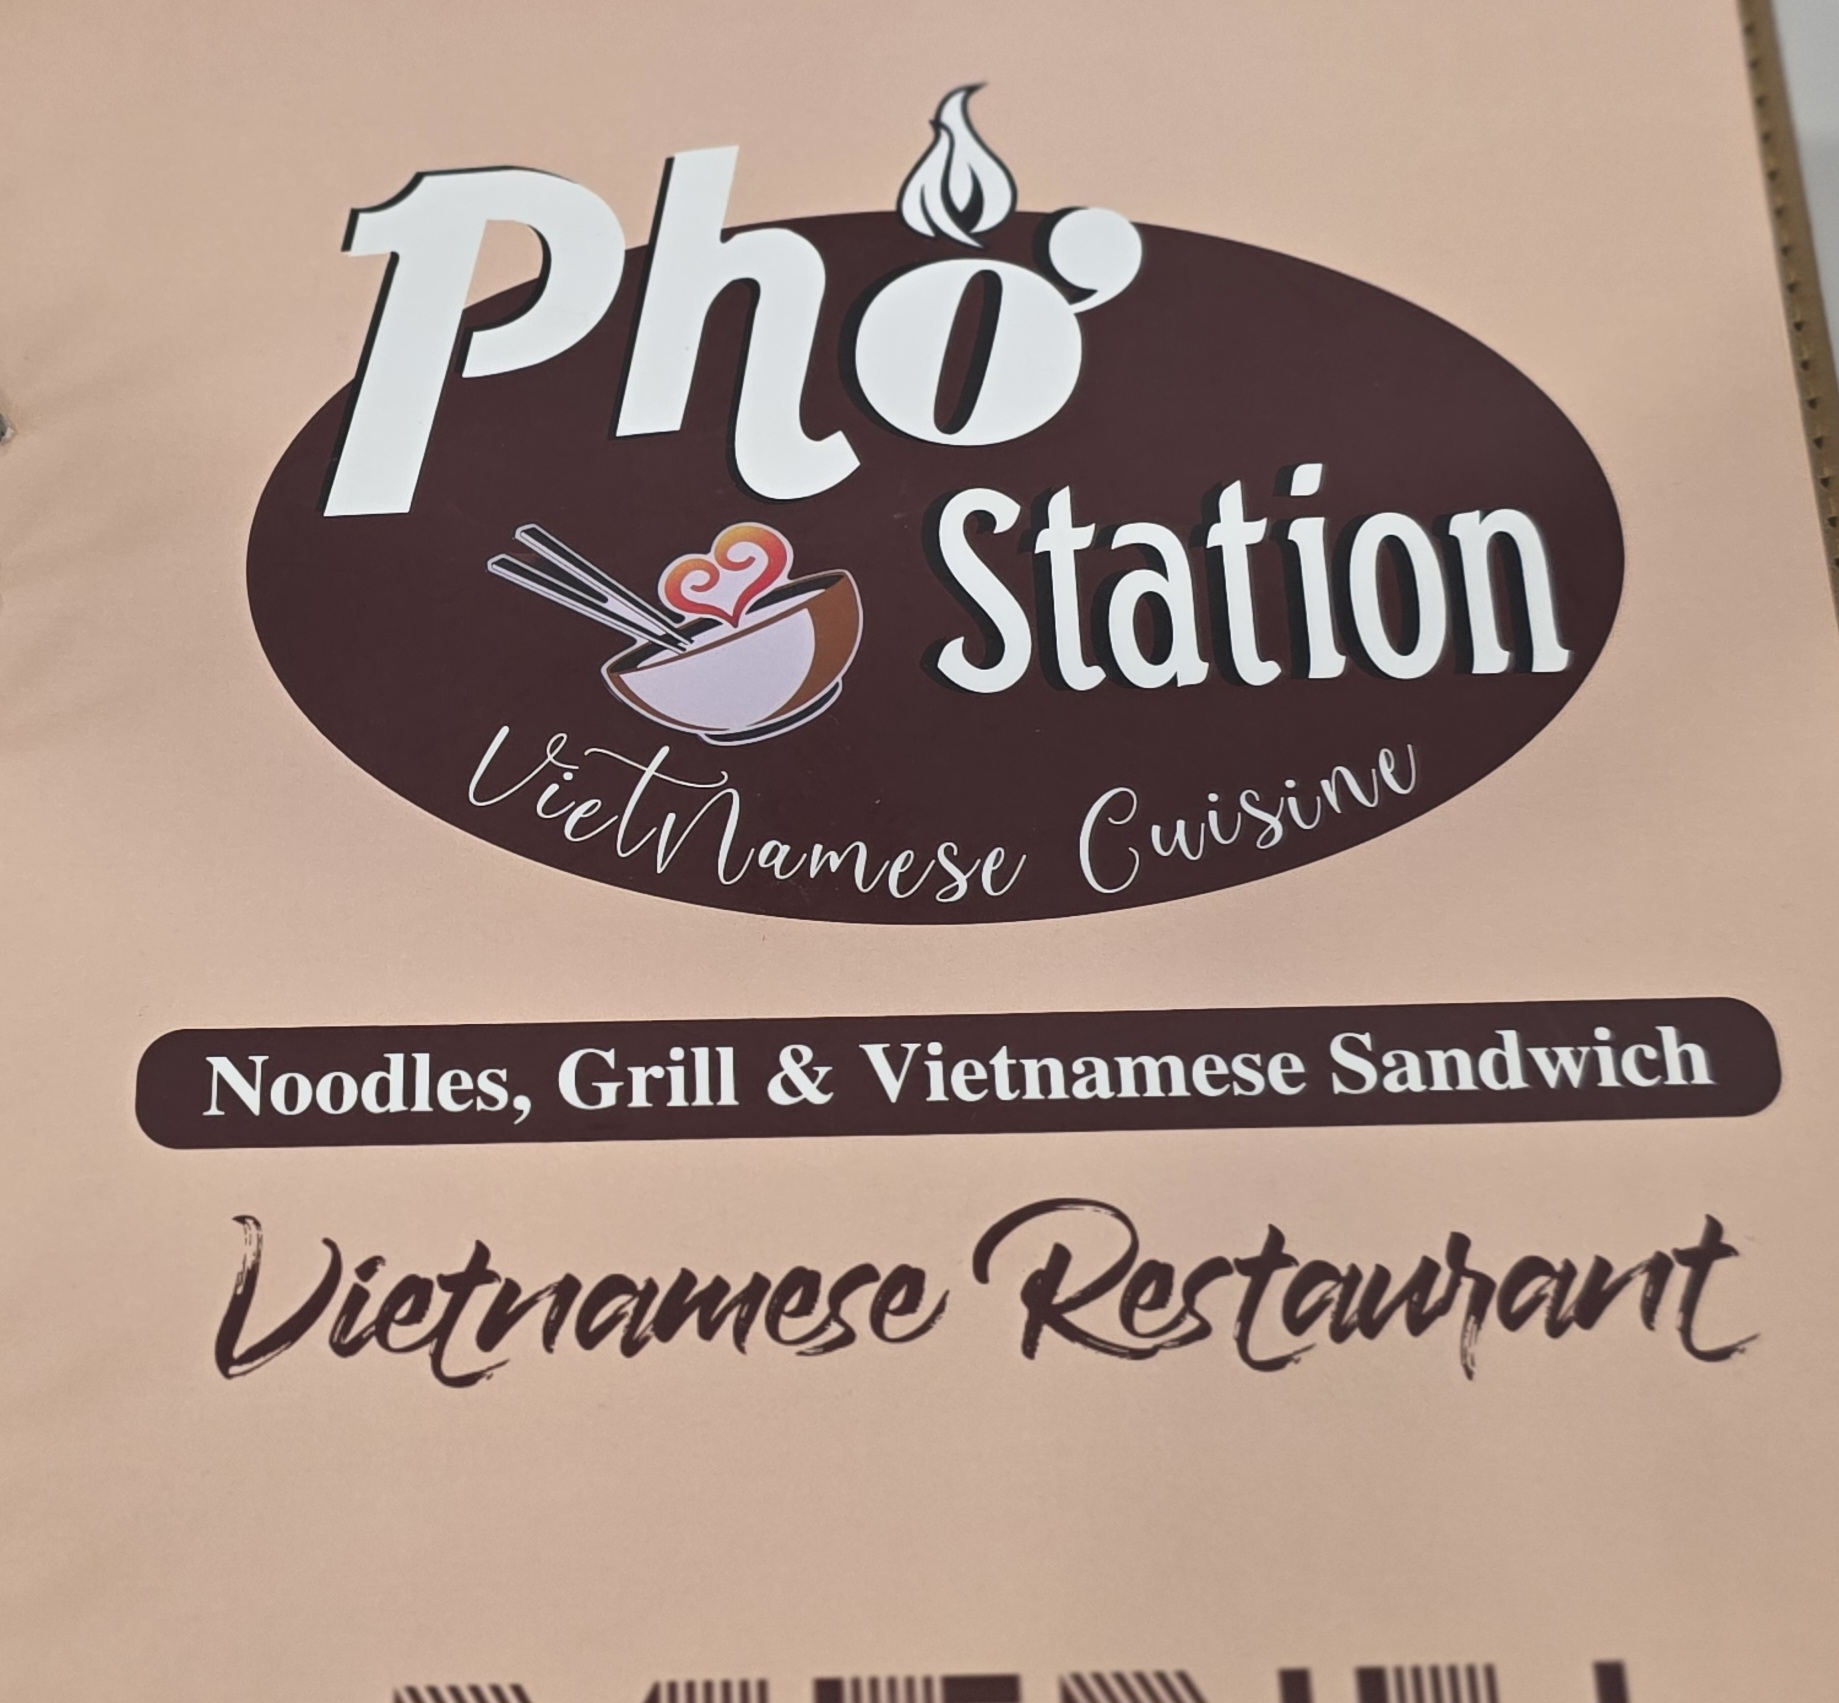 Phở
Station
VietNamese Cuisine
Noodles, Grill & Vietnamese Sandwich
Vietnamese Restaurant